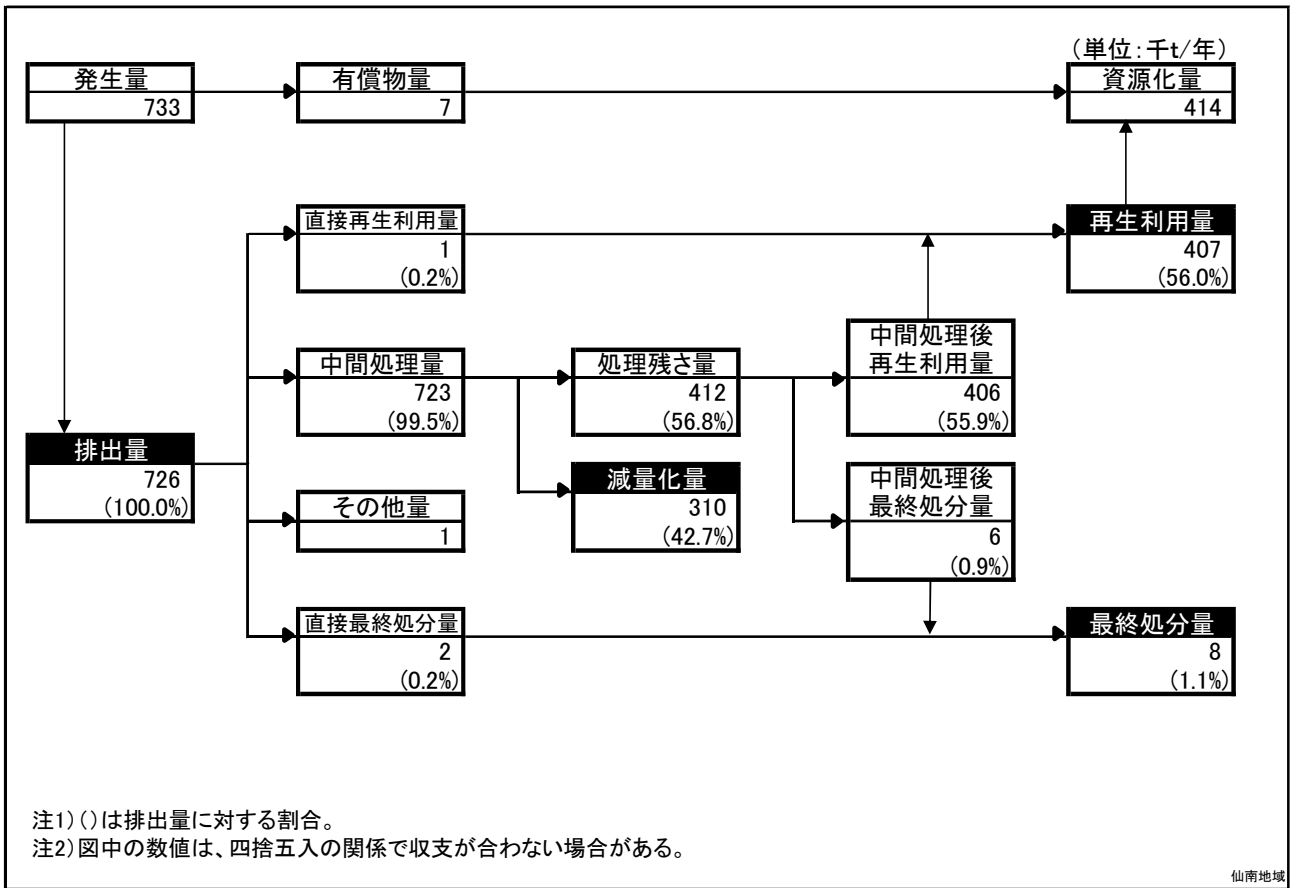 (単位:千t/年)
発生量
733
有償物量
7
資源化量
414
直接再生利用量
1
(0.2%)
再生利用量
407
(56.0%)
中間処理量
723
(99.5%)
処理残さ量
412
(56.8%)
中間処理後
再生利用量
406
(55.9%)
排出量
726
(100.0%)
減量化量
310
(42.7%)
中間処理後
最終処分量
6
(0.9%)
その他量
1
直接最終処分量
2
(0.2%)
最終処分量
8
(1.1%)
注1)()は排出量に対する割合。
注2)図中の数値は、四捨五入の関係で収支が合わない場合がある。
仙南地域